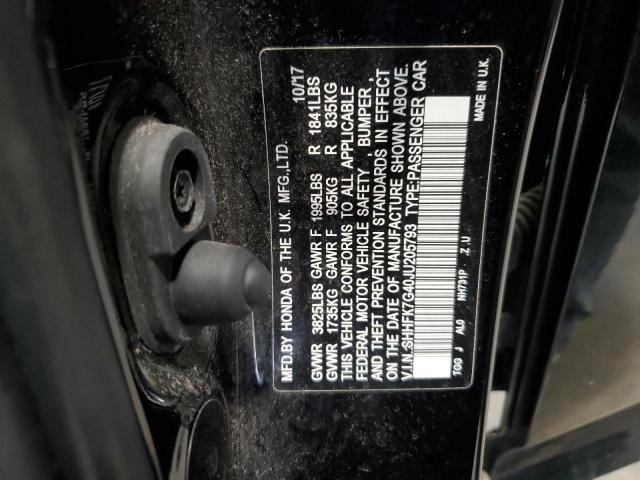 MFD.BY HONDA OF THE U.K. MFG.,LTD. 10/17
GVWR 3825LBS GAWR F 1995LBS R 1841LBS
GVWR 1735KG GAWR F 905KG R 835KG
THIS VEHICLE CONFORMS TO ALL APPLICABLE
FEDERAL MOTOR VEHICLE SAFETY , BUMPER ,
AND THEFT PREVENTION STANDARDS IN EFFECT
ON THE DATE OF MANUFACTURE SHOWN ABOVE.
V.I.N.:SHHFK7G40JU205793 TYPE:PASSENGER CAR
TGG J AL0 NH731P Z U MADE IN U.K.